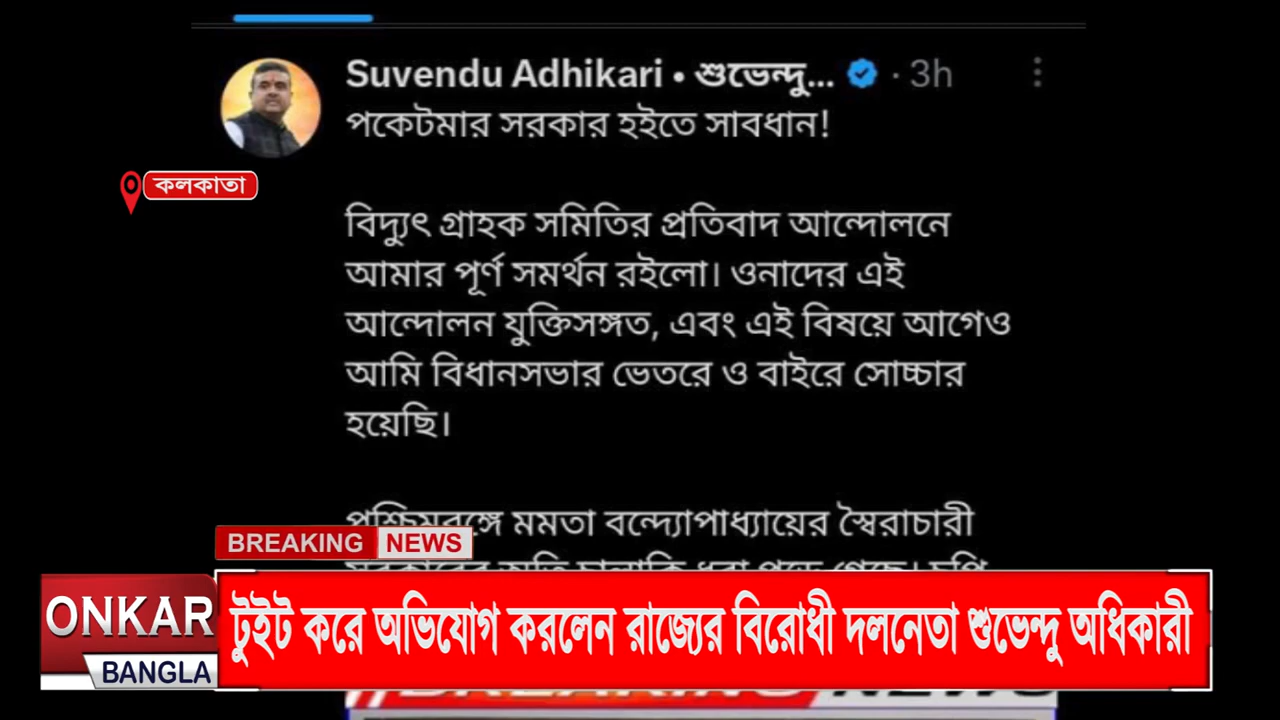 Suvendu Adhikari • শুভেন্দু... · 3h
পকেটমার সরকার হইতে সাবধান!
কলকাতা
বিদ্যুৎ গ্রাহক সমিতির প্রতিবাদ আন্দোলনে
আমার পূর্ণ সমর্থন রইলো। ওনাদের এই
আন্দোলন যুক্তিসঙ্গত, এবং এই বিষয়ে আগেও
আমি বিধানসভার ভেতরে ও বাইরে সোচ্চার
হয়েছি।
পশ্চিমবঙ্গে মমতা বন্দ্যোপাধ্যায়ের স্বৈরাচারী
BREAKING NEWS
ONKAR
BANGLA
টুইট করে অভিযোগ করলেন রাজ্যের বিরোধী দলনেতা শুভেন্দু অধিকারী